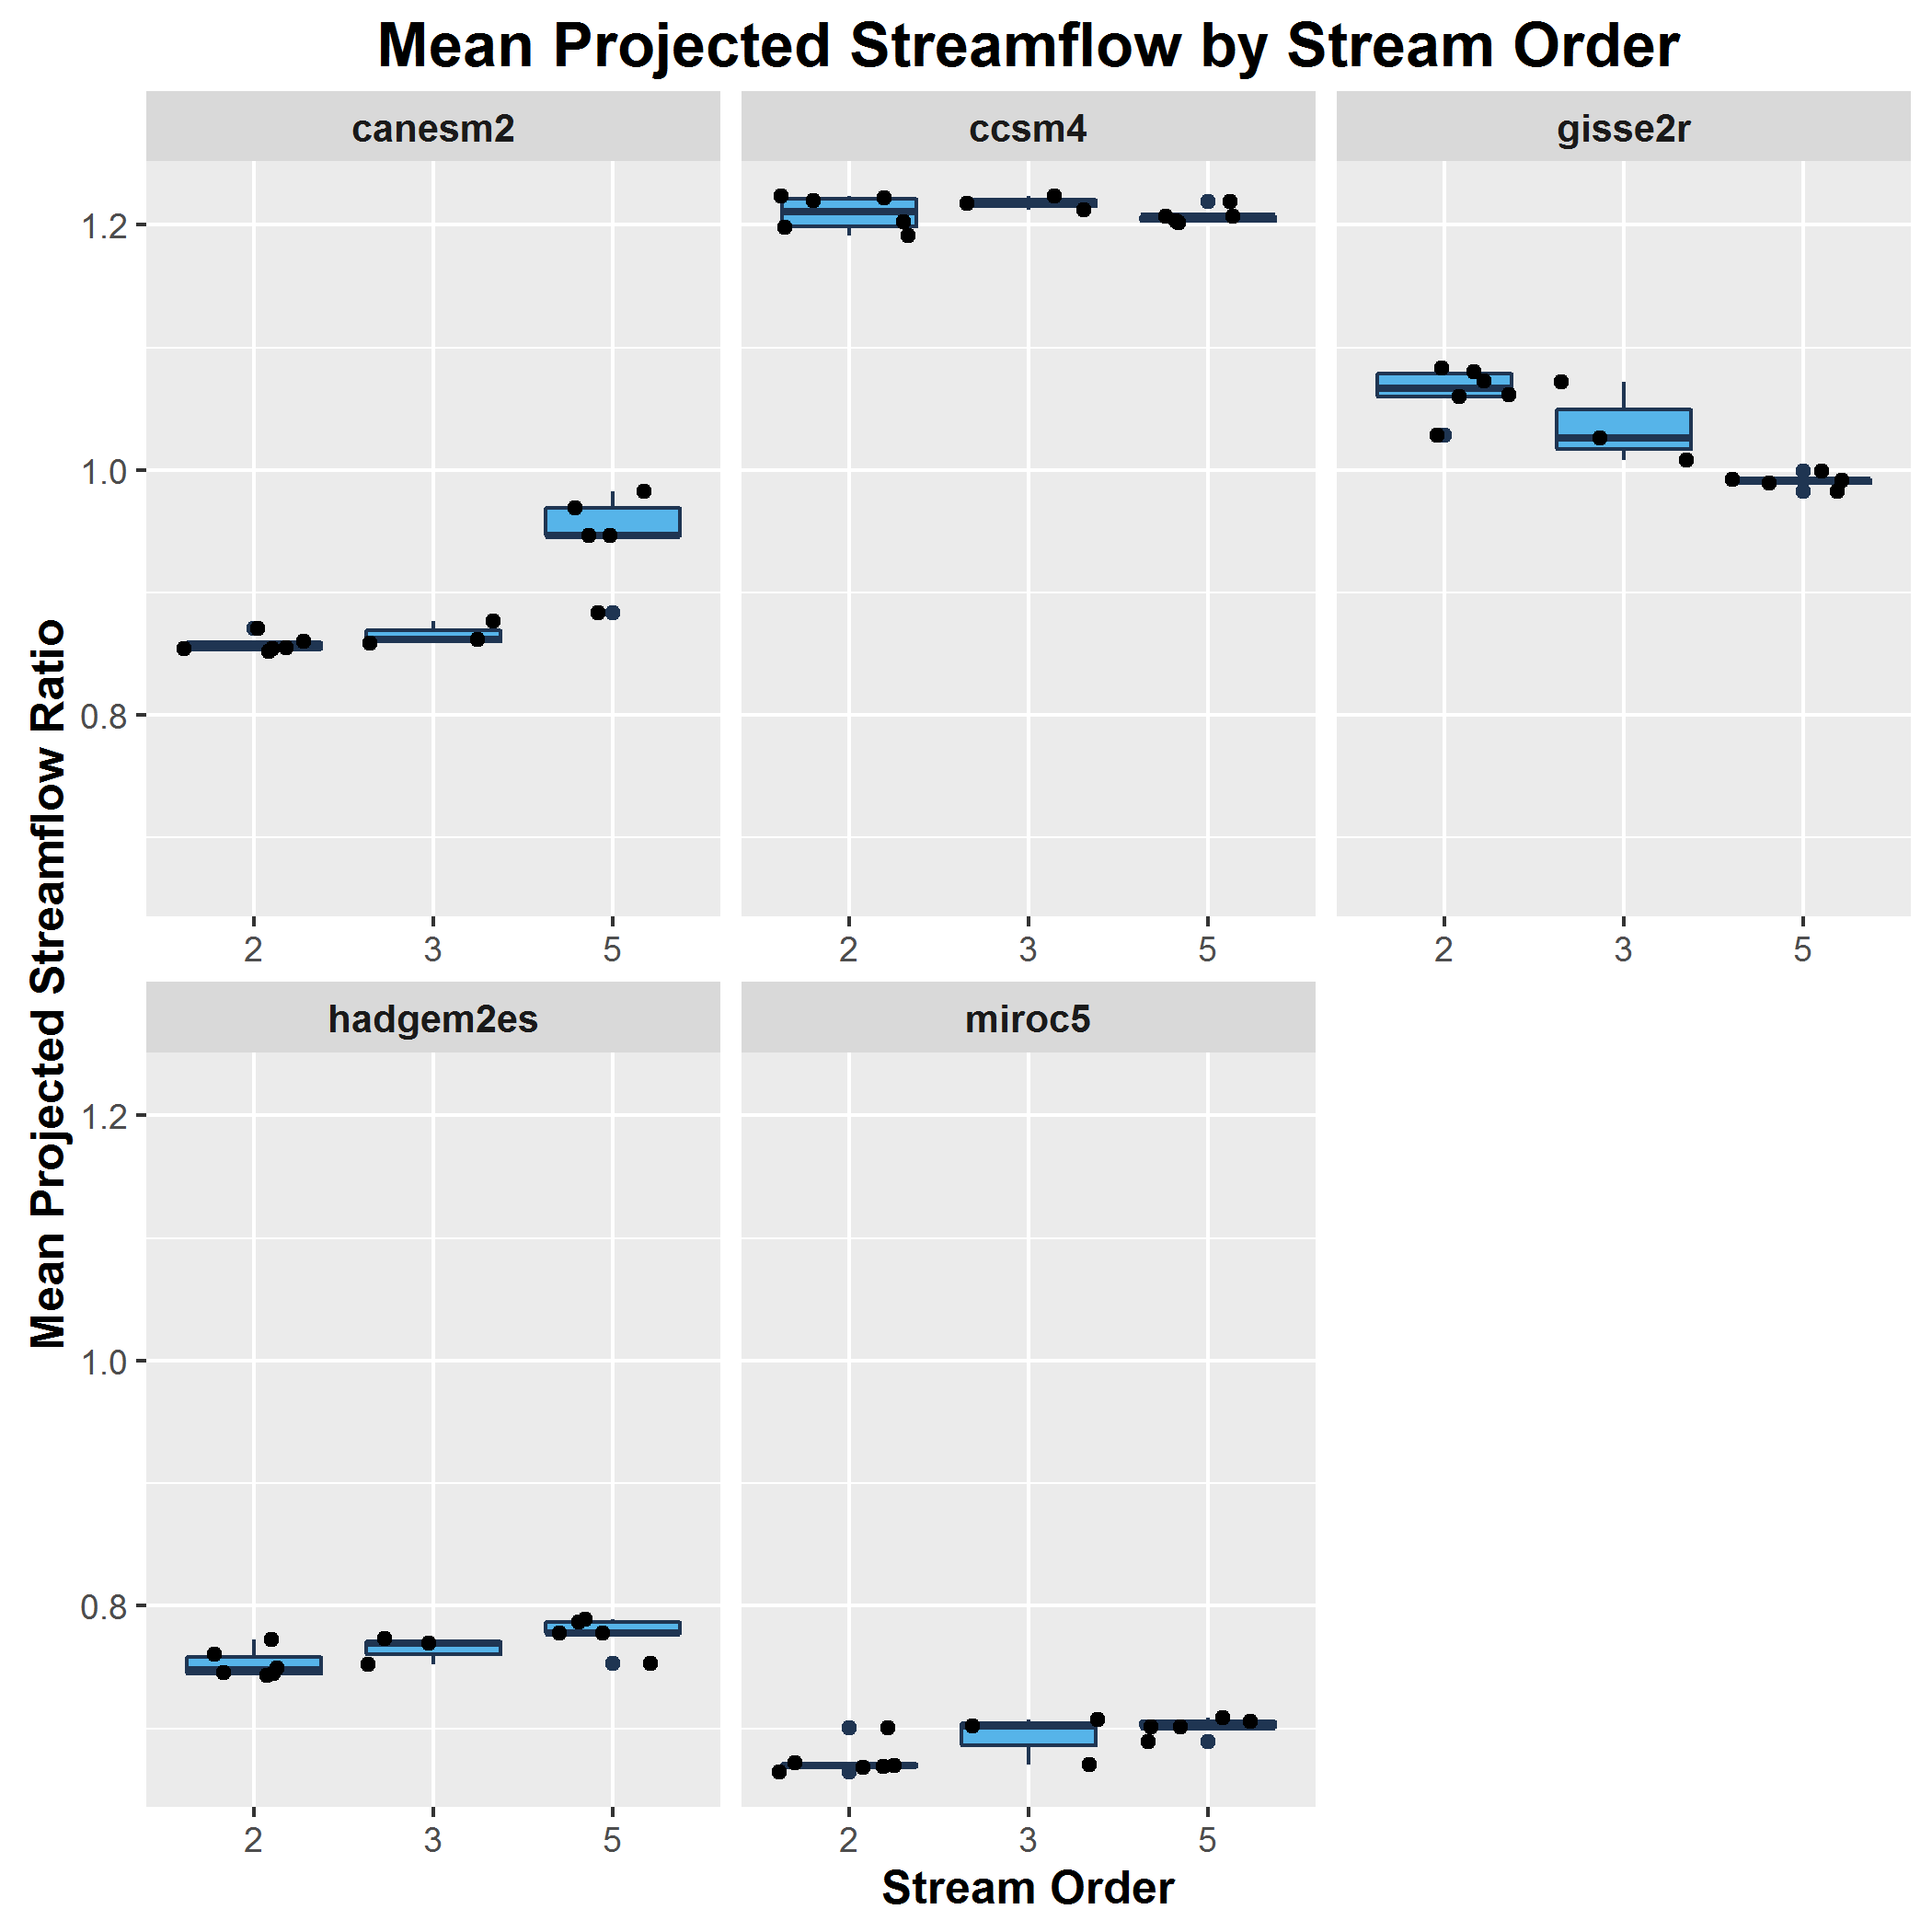 Mean Projected Streamflow by Stream Order
canesm2
ccsm4
gisse2r
1.2
1.0
0.8
2 3 5
2 3 5
2 3 5
Mean Projected Streamflow Ratio
hadgem2es
miroc5
1.2
1.0
0.8
2 3 5
2 3 5
Stream Order